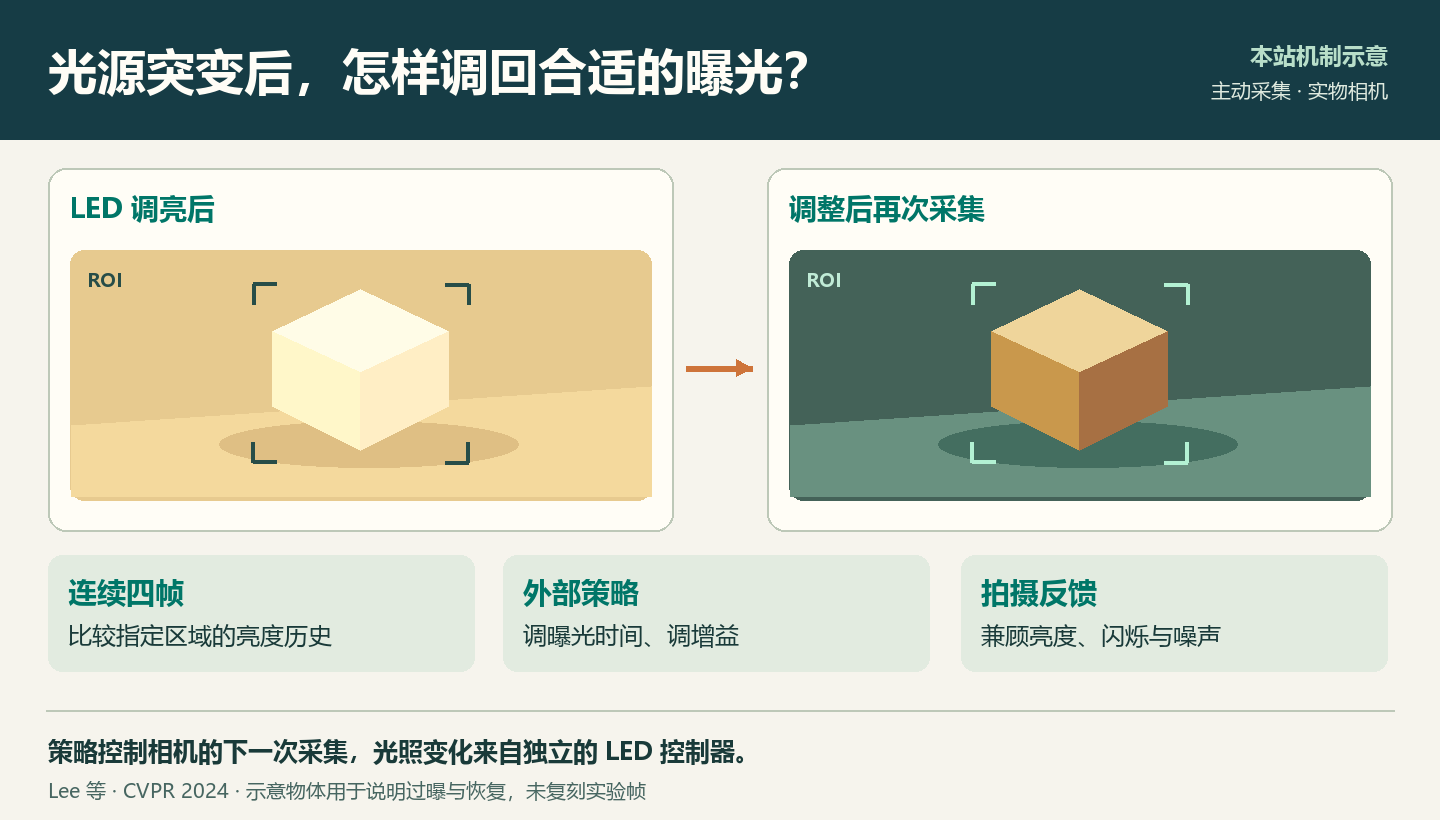 光源突变后，怎样调回合适的曝光？
本站机制示意
主动采集 · 实物相机
LED 调亮后
ROI
调整后再次采集
ROI
连续四帧
比较指定区域的亮度历史
外部策略
调曝光时间、调增益
拍摄反馈
兼顾亮度、闪烁与噪声
策略控制相机的下一次采集，光照变化来自独立的 LED 控制器。
Lee 等 · CVPR 2024 · 示意物体用于说明过曝与恢复，未复刻实验帧